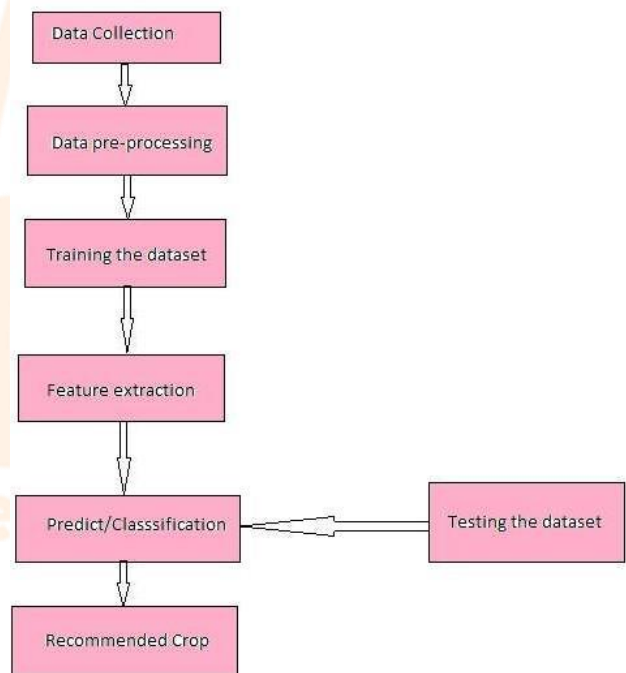 Data Collection
Data pre-processing
Training the dataset
Feature extraction
Predict/Classsification
Testing the dataset
Recommended Crop